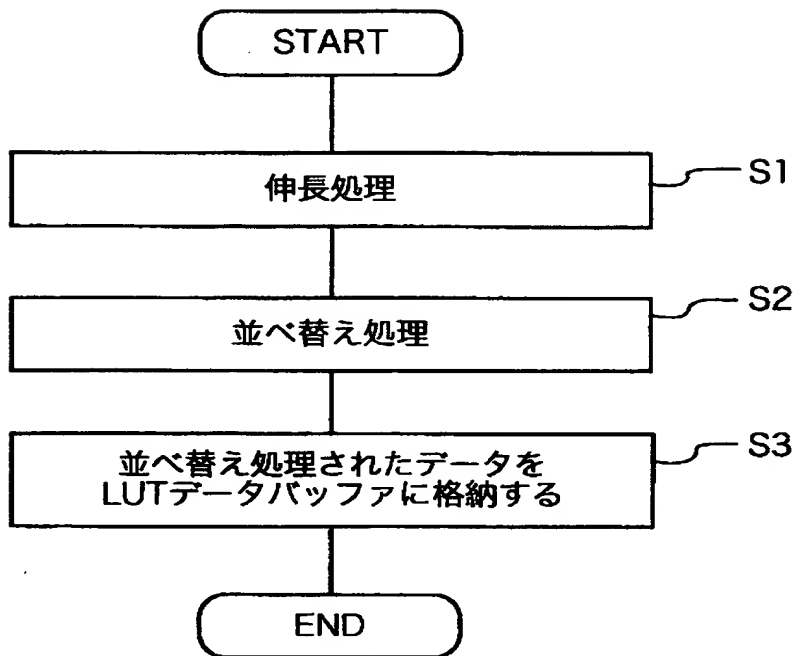 START
伸長処理
S1
並べ替え処理
S2
並べ替え処理されたデータを
LUTデータバッファに格納する
S3
END